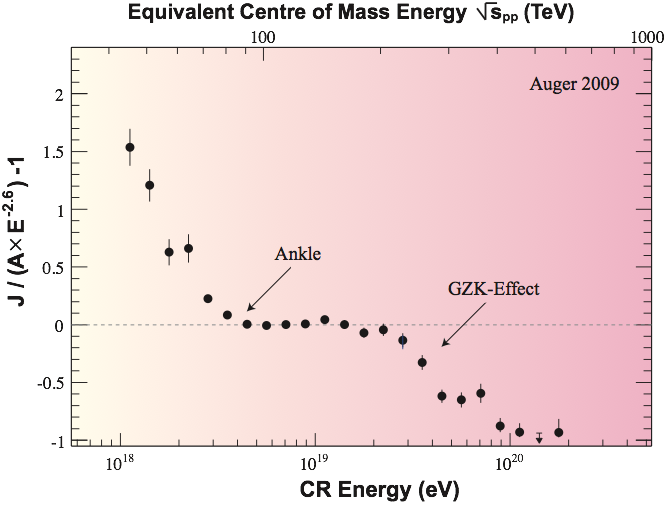 Equivalent Centre of Mass Energy √s_pp (TeV)
100 1000
Auger 2009
2
1.5
1
0.5
0
-0.5
-1
J / (A× E^-2.6) -1
Ankle
GZK-Effect
10^18 10^19 10^20
CR Energy (eV)